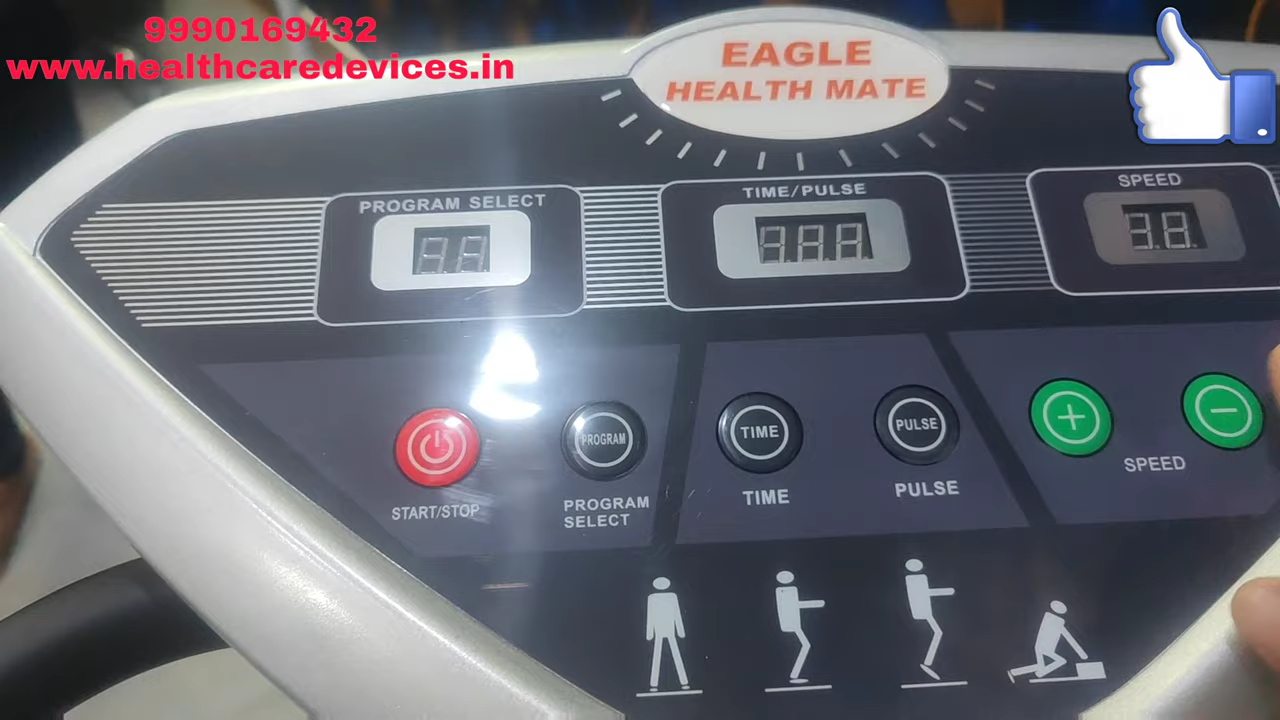 9990169432
www.healthcaredevices.in
EAGLE
HEALTH MATE
PROGRAM SELECT
TIME/PULSE
SPEED
PROGRAM
TIME
PULSE
START/STOP
PROGRAM
SELECT
TIME
PULSE
SPEED